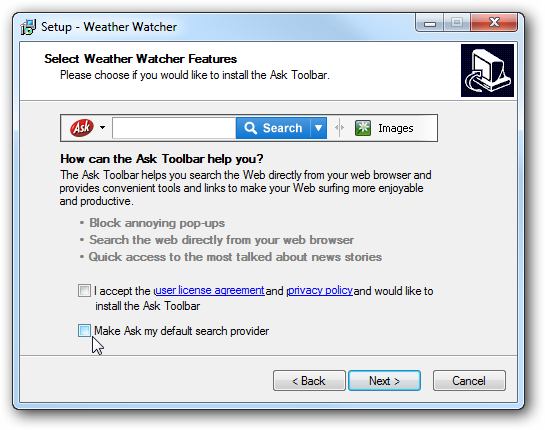 Setup - Weather Watcher
Select Weather Watcher Features
Please choose if you would like to install the Ask Toolbar.
Ask Search Images
How can the Ask Toolbar help you?
The Ask Toolbar helps you search the Web directly from your web browser and
provides convenient tools and links to make your Web surfing more enjoyable
and productive.
• Block annoying pop-ups
• Search the web directly from your web browser
• Quick access to the most talked about news stories
I accept the user license agreement and privacy policy and would like to
install the Ask Toolbar
Make Ask my default search provider
< Back Next > Cancel